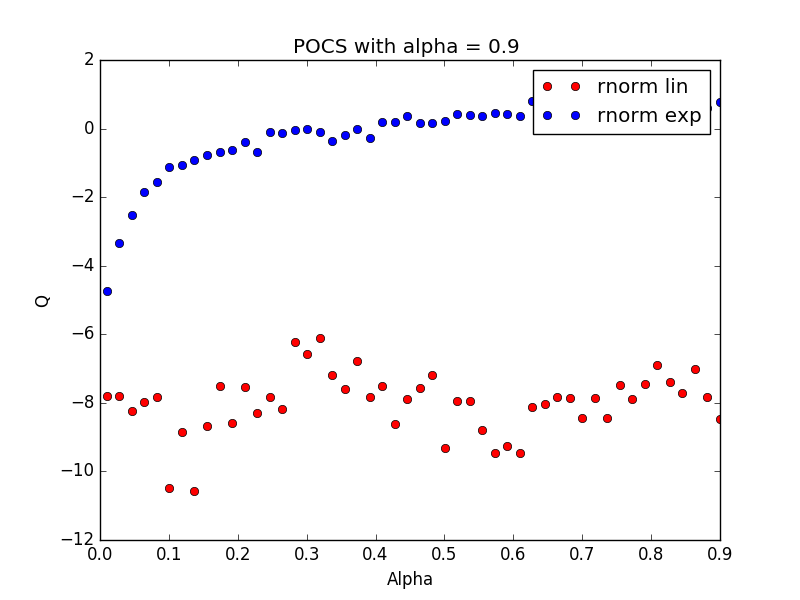 POCS with alpha = 0.9
rnorm lin
rnorm exp
2
0
−2
−4
−6
−8
−10
−12
Q
0.0 0.1 0.2 0.3 0.4 0.5 0.6 0.7 0.8 0.9
Alpha